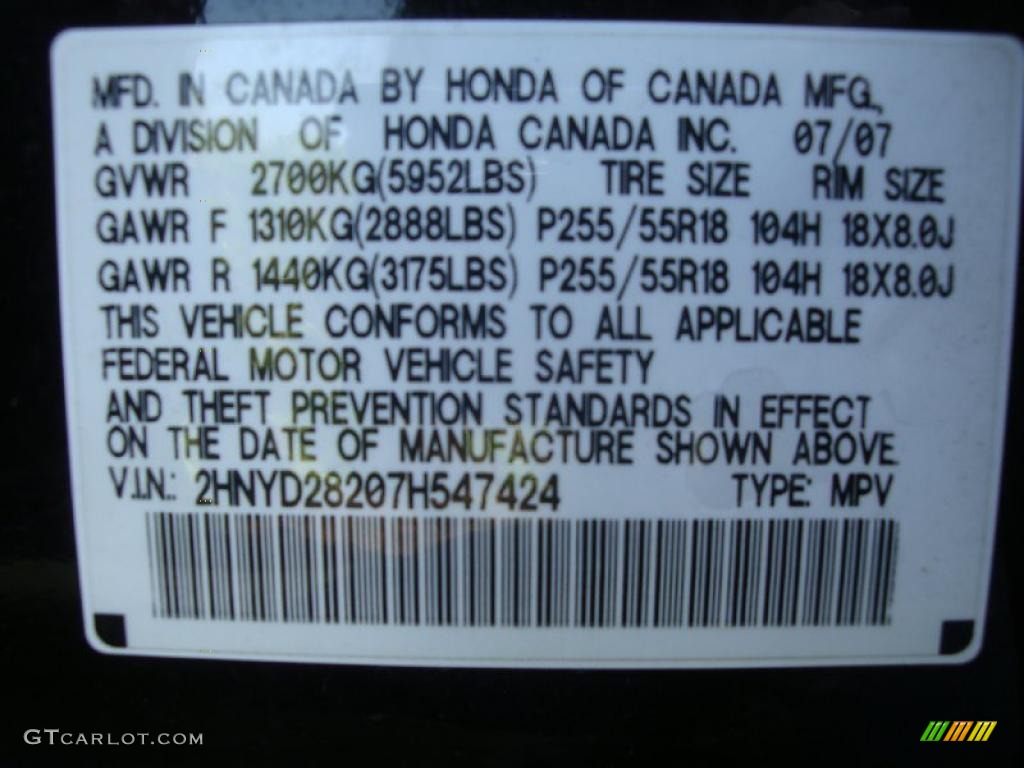 MFD. IN CANADA BY HONDA OF CANADA MFG.,
A DIVISION OF HONDA CANADA INC. 07/07
GVWR 2700KG(5952LBS) TIRE SIZE RIM SIZE
GAWR F 1310KG(2888LBS) P255/55R18 104H 18X8.0J
GAWR R 1440KG(3175LBS) P255/55R18 104H 18X8.0J
THIS VEHICLE CONFORMS TO ALL APPLICABLE
FEDERAL MOTOR VEHICLE SAFETY
AND THEFT PREVENTION STANDARDS IN EFFECT
ON THE DATE OF MANUFACTURE SHOWN ABOVE.
V.I.N.: 2HNYD28207H547424 TYPE: MPV
GTCARLOT.COM